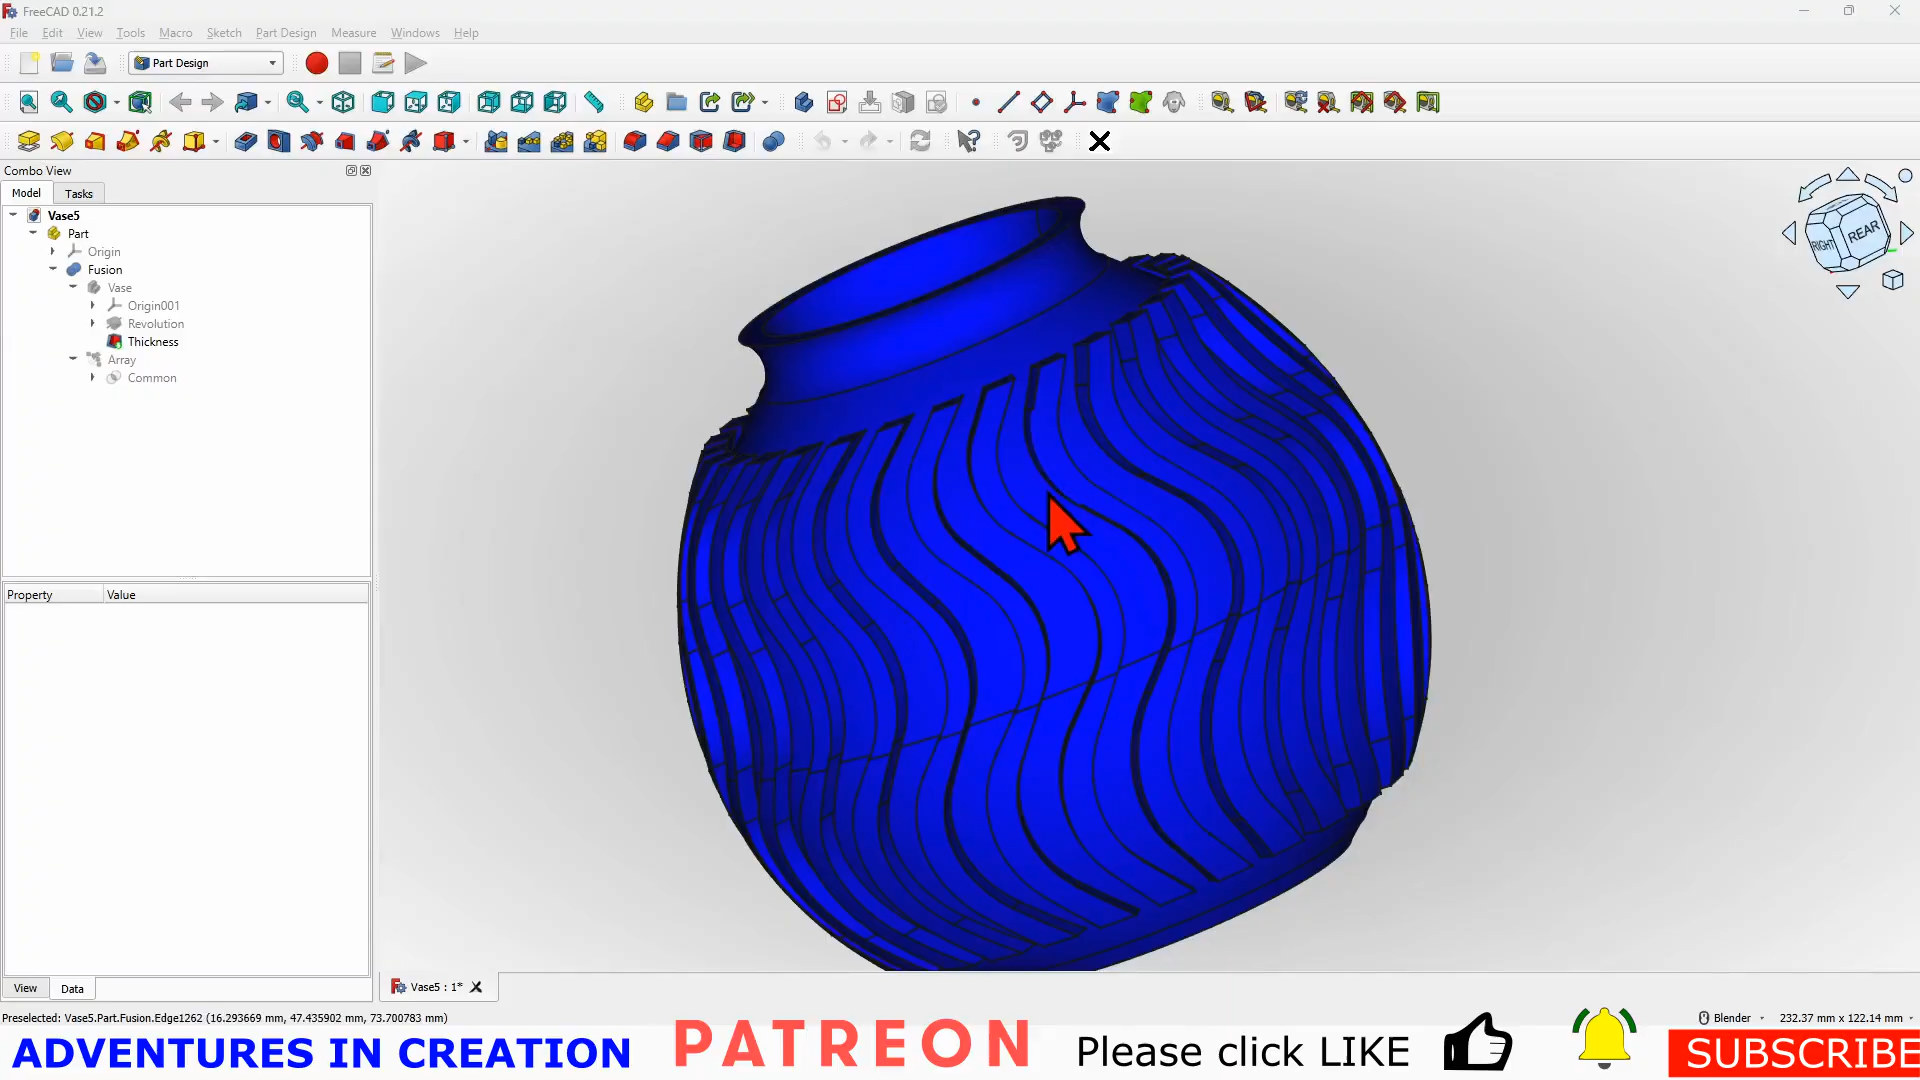 FreeCAD 0.21.2
File Edit View Tools Macro Sketch Part Design Measure Windows Help
Part Design
Combo View
Model Tasks
Vase5
Part
Origin
Fusion
Vase
Origin001
Revolution
Thickness
Array
Common
RIGHT REAR
Property Value
View Data
Vase5 : 1*
Preselected: Vase5.Part.Fusion.Edge1262 (16.293669 mm, 47.435902 mm, 73.700783 mm)
Blender 232.37 mm x 122.14 mm
ADVENTURES IN CREATION PATREON Please click LIKE SUBSCRIBE